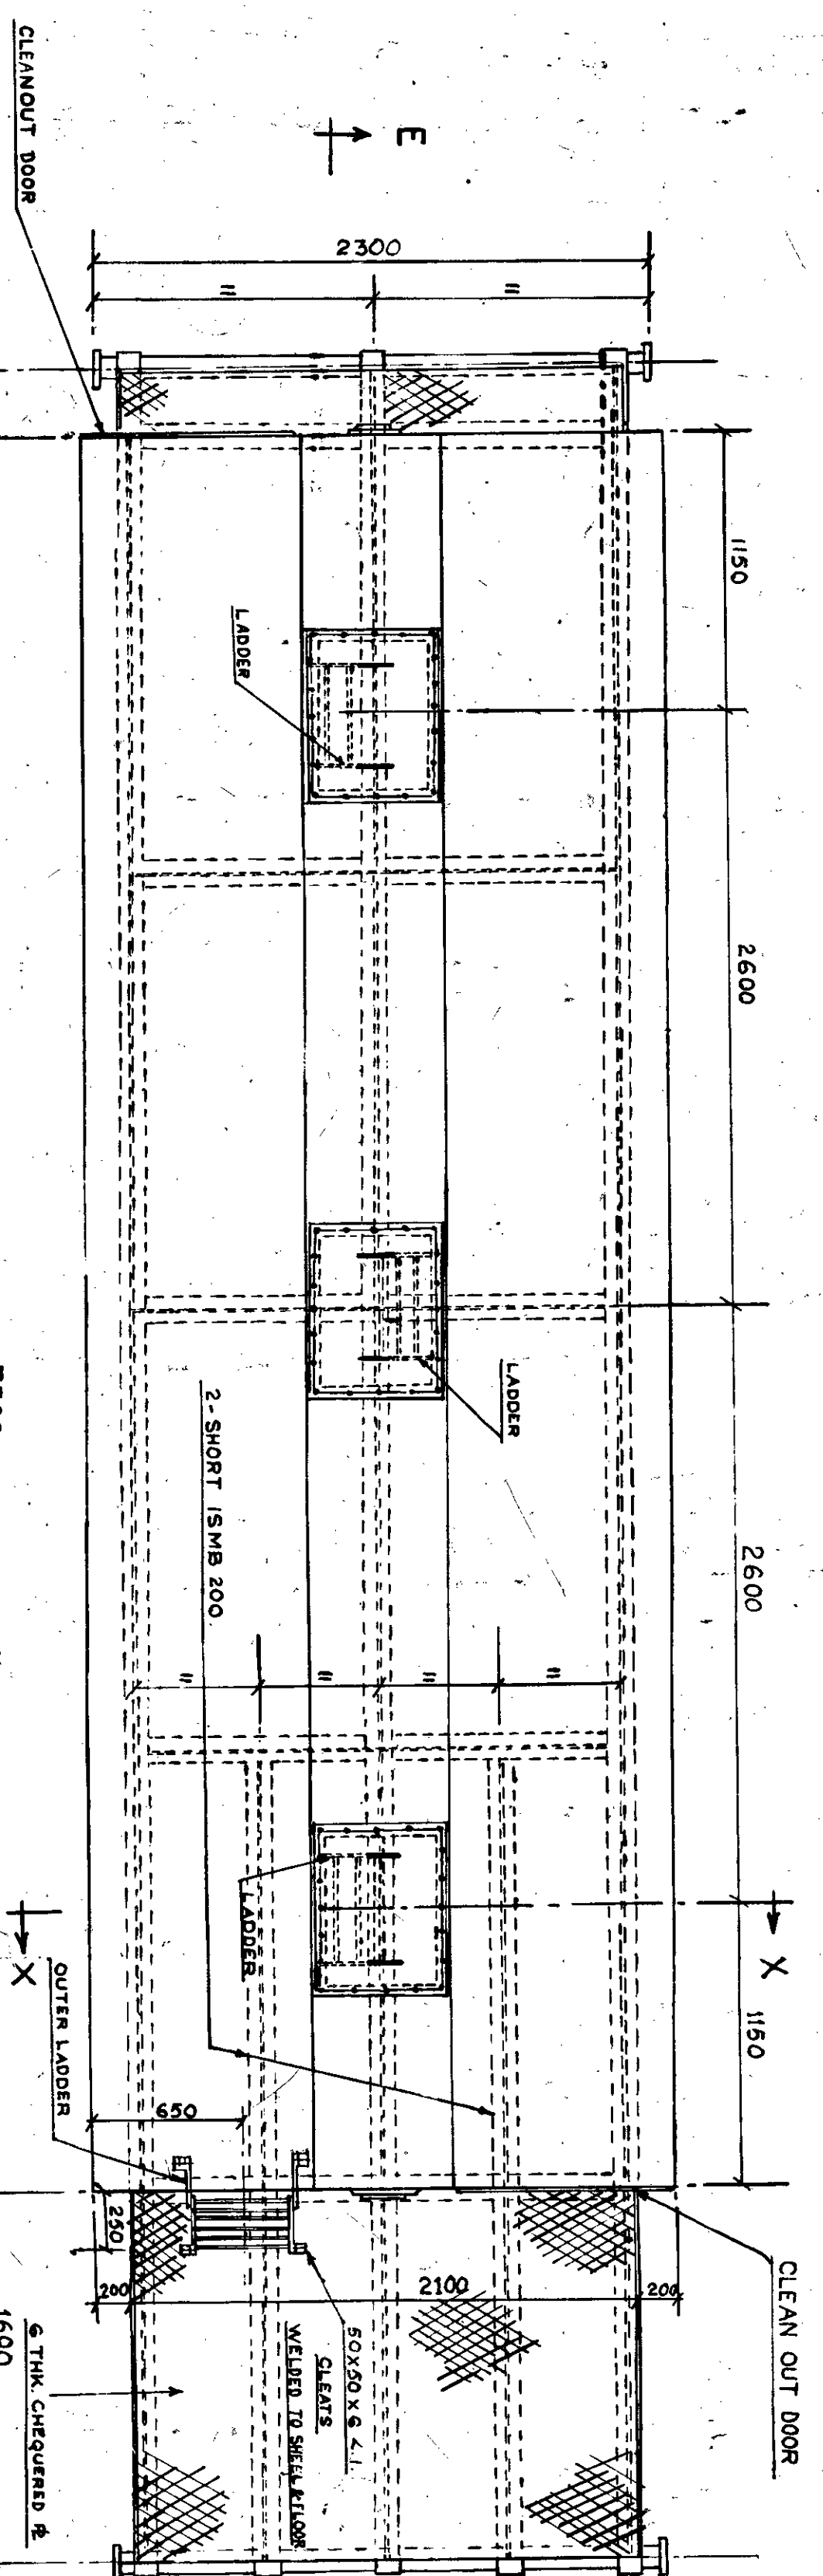 CLEANOUT DOOR
E
2300
=
=
1150
LADDER
2600
LADDER
2-SHORT ISMB 200.
2600
=
=
=
=
LADDER
X
X
1150
OUTER LADDER
650
250
200
2100
200
CLEAN OUT DOOR
50X50X6 L.
CLEATS
WELDED TO SHELL & FLOOR
6 THK. CHEQUERED PL
1600